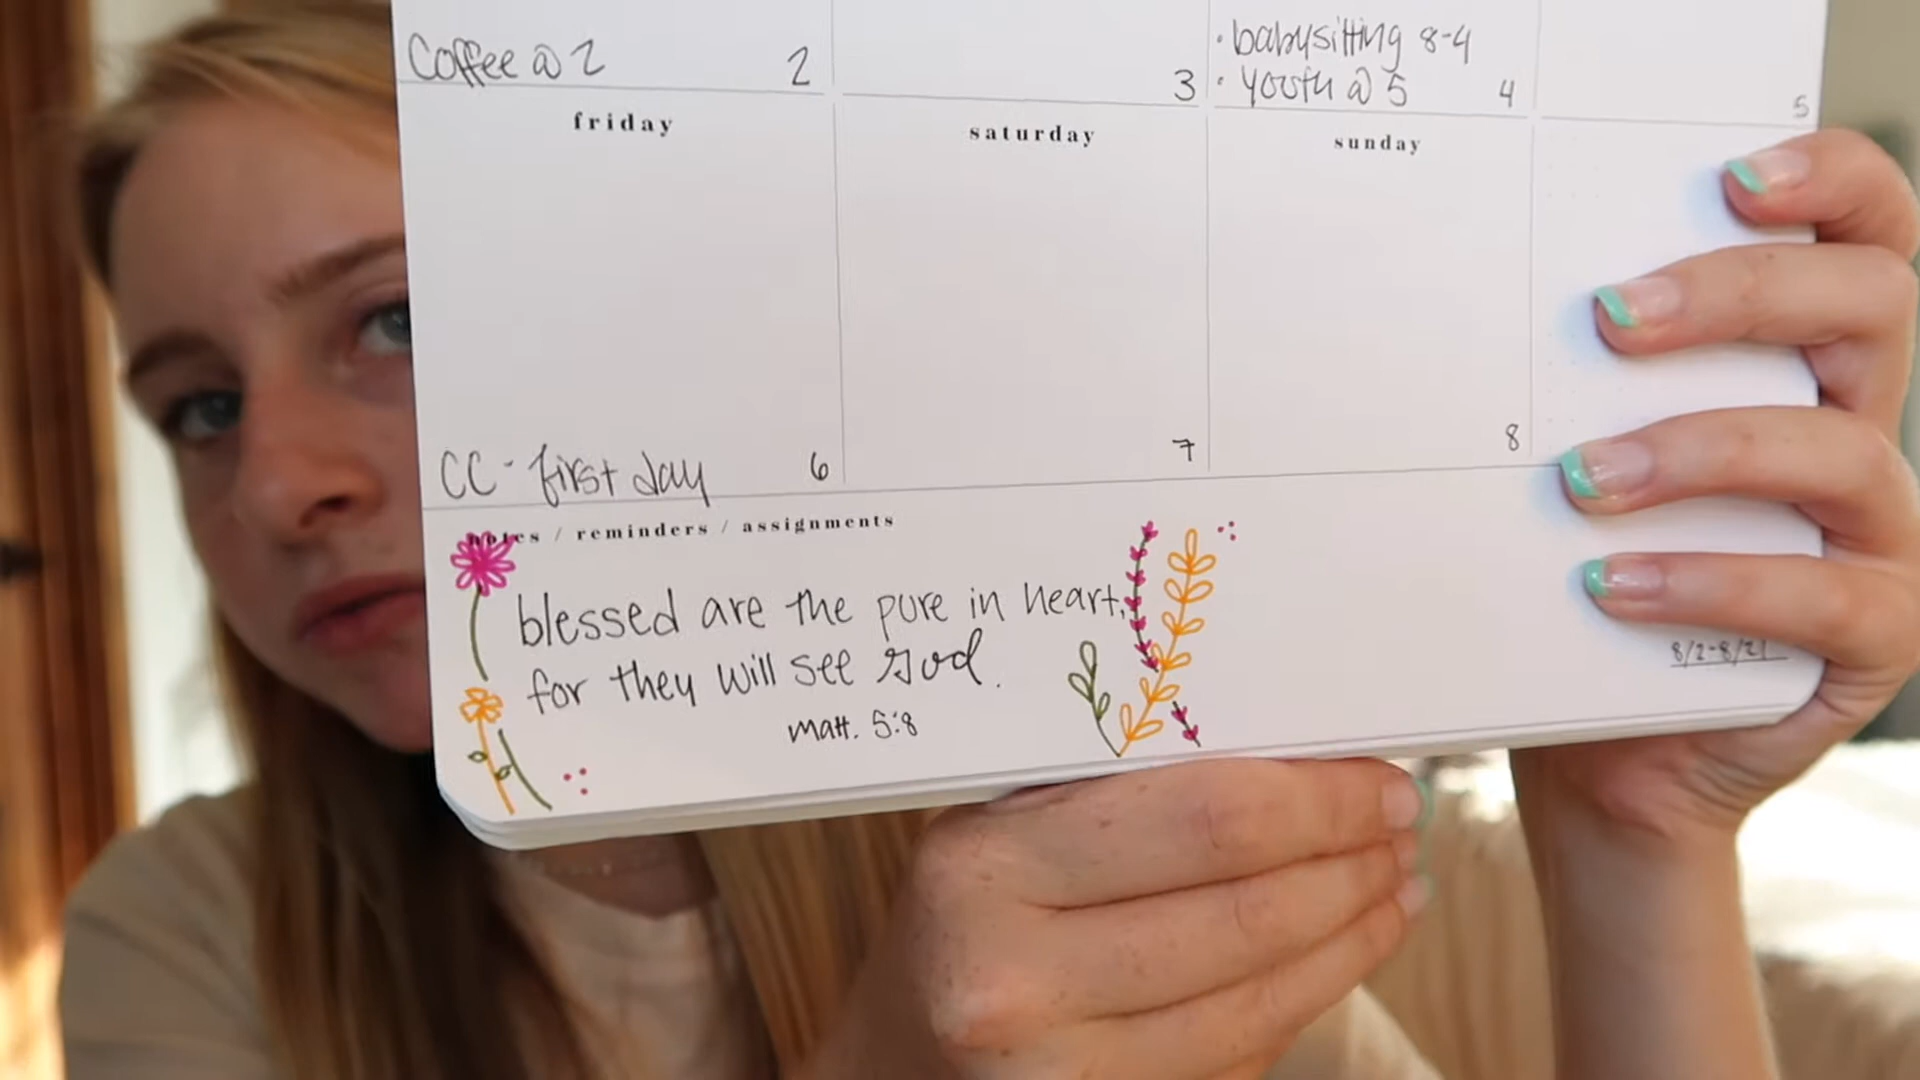 Coffee @ 2
2
3
• babysitting 8-4
• youth @ 5
4
5
friday
saturday
sunday
CC - first day
6
7
8
notes / reminders / assignments
blessed are the pure in heart,
for they will see God.
matt. 5:8
8/2-8/21